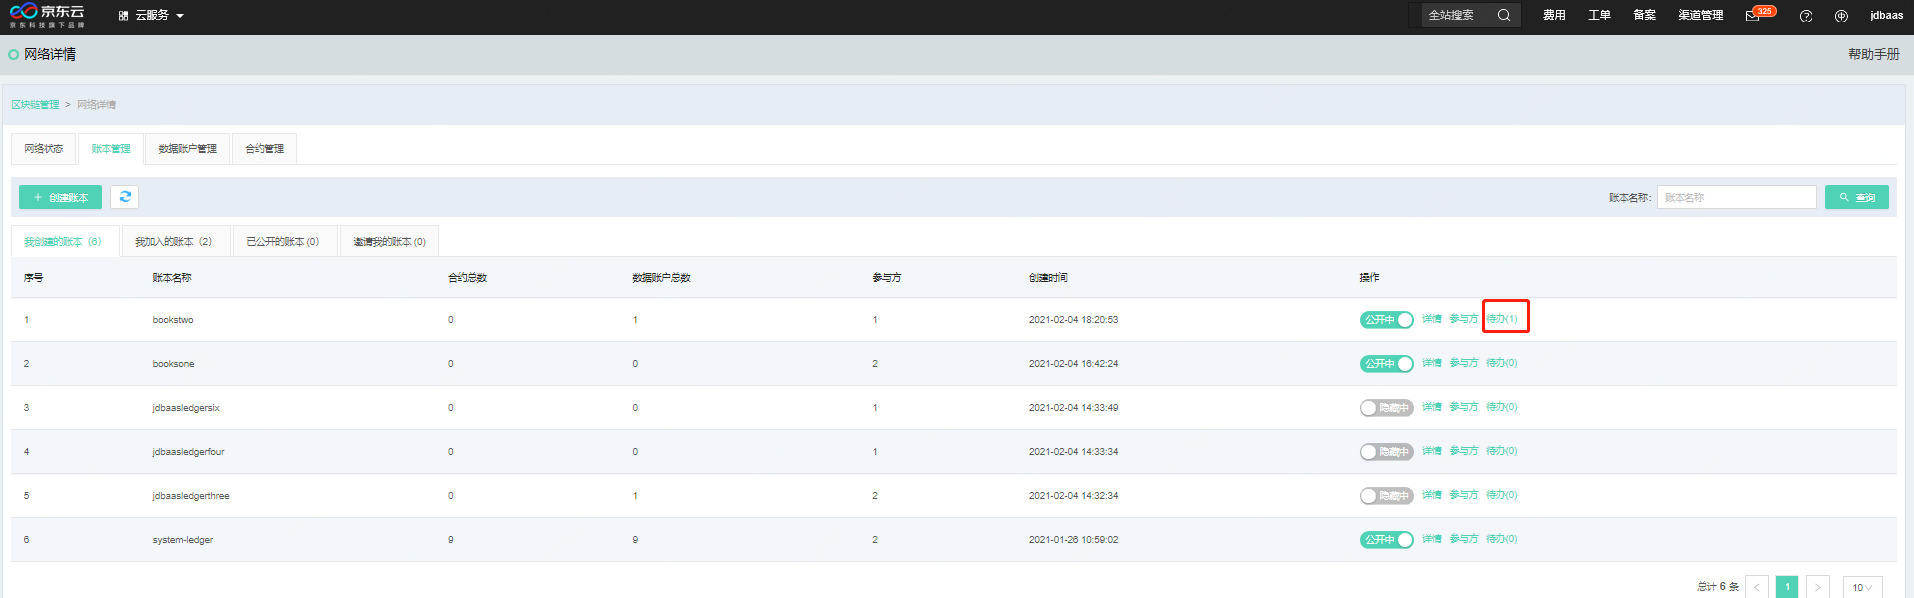 京东云 云服务 全站搜索 费用 工单 备案 渠道管理 325 jdbaas
京东科技旗下品牌
网络详情 帮助手册
区块链管理 > 网络详情
网络状态 账本管理 数据账户管理 合约管理
+ 创建账本 账本名称: 账本名称 查询
我创建的账本（6） 我加入的账本（2） 已公开的账本 (0) 邀请我的账本 (0)
序号 账本名称 合约总数 数据账户总数 参与方 创建时间 操作
1 bookstwo 0 1 1 2021-02-04 18:20:53 公开中 详情 参与方 待办(1)
2 booksone 0 0 2 2021-02-04 16:42:24 公开中 详情 参与方 待办(0)
3 jdbaasledgersix 0 0 1 2021-02-04 14:33:49 隐藏中 详情 参与方 待办(0)
4 jdbaasledgerfour 0 0 1 2021-02-04 14:33:34 隐藏中 详情 参与方 待办(0)
5 jdbaasledgerthree 0 1 2 2021-02-04 14:32:34 隐藏中 详情 参与方 待办(0)
6 system-ledger 9 9 2 2021-01-26 10:59:02 公开中 详情 参与方 待办(0)
总计 6 条 < 1 > 10